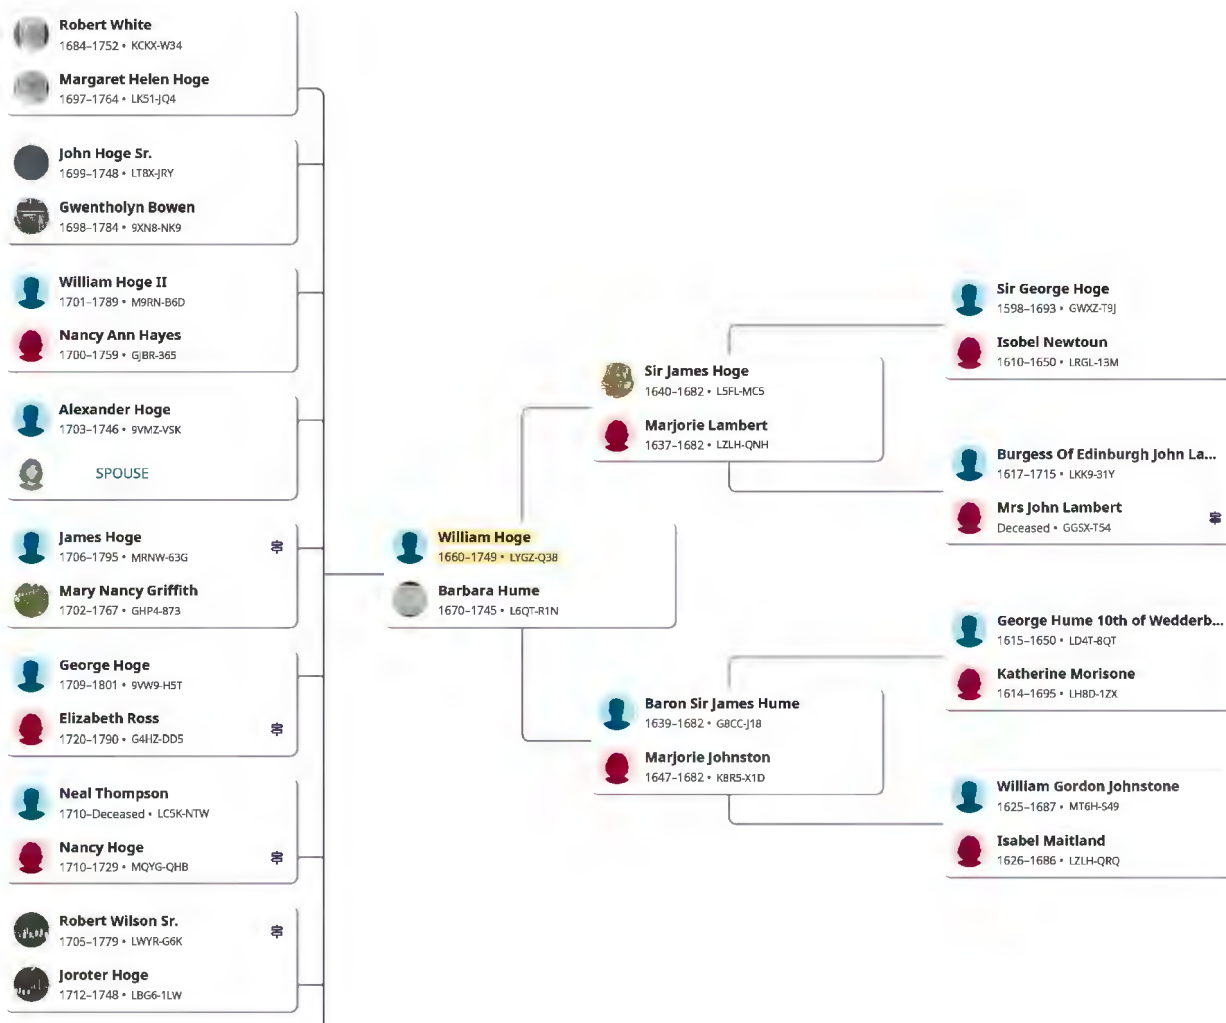 Robert White
1684–1752 • KCKX-W34
Margaret Helen Hoge
1697–1764 • LK51-JQ4
John Hoge Sr.
1699–1748 • LTBX-JRY
Gwentholyn Bowen
1698–1784 • 9XN8-NK9
William Hoge II
1701–1789 • M9RN-B6D
Nancy Ann Hayes
1700–1759 • GJBR-365
Alexander Hoge
1703–1746 • 9VMZ-VSK
SPOUSE
James Hoge
1706–1795 • MRNW-63G
Mary Nancy Griffith
1702–1767 • GHP4-873
George Hoge
1709–1801 • 9VW9-H5T
Elizabeth Ross
1720–1790 • G4HZ-DD5
Neal Thompson
1710–Deceased • LC5K-NTW
Nancy Hoge
1710–1729 • MQYG-QHB
Robert Wilson Sr.
1705–1779 • LWYR-G6K
Joroter Hoge
1712–1748 • LBG6-1LW
William Hoge
1660–1749 • LYGZ-Q38
Barbara Hume
1670–1745 • L6QT-R1N
Sir James Hoge
1640–1682 • L5FL-MC5
Marjorie Lambert
1637–1682 • LZLH-QNH
Baron Sir James Hume
1639–1682 • G8CC-J18
Marjorie Johnston
1647–1682 • K8R5-X1D
Sir George Hoge
1598–1693 • GWXZ-T9J
Isobel Newtoun
1610–1650 • LRGL-13M
Burgess Of Edinburgh John La...
1617–1715 • LKK9-31Y
Mrs John Lambert
Deceased • GGSX-T54
George Hume 10th of Wedderb...
1615–1650 • LD4T-8QT
Katherine Morisone
1614–1695 • LH8D-1ZX
William Gordon Johnstone
1625–1687 • MT6H-S49
Isabel Maitland
1626–1686 • LZLH-QRQ